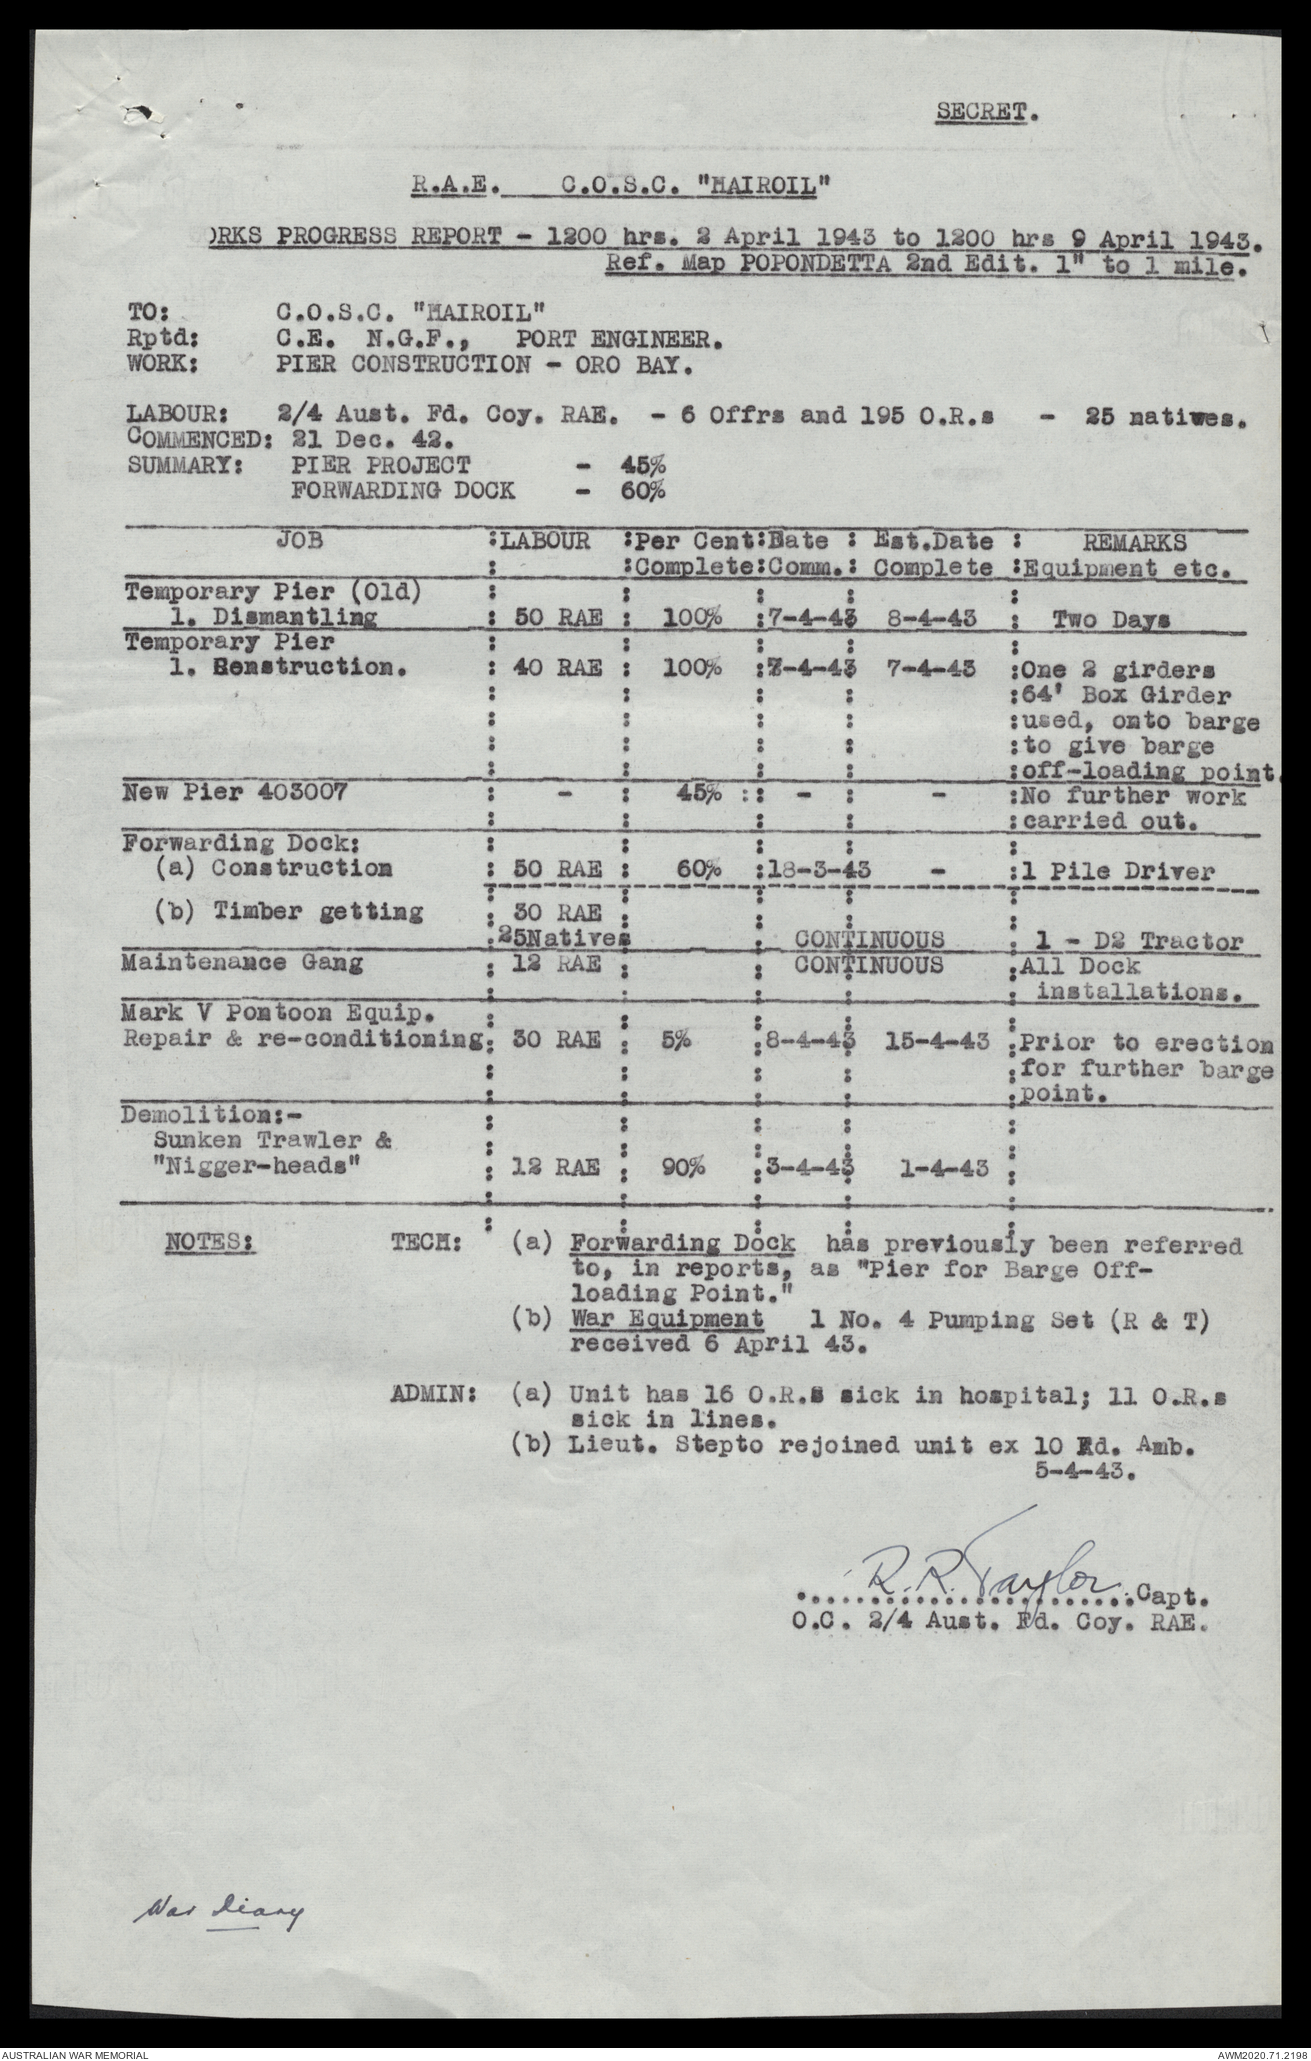 SECRET.
R.A.E. C.O.S.C. "MAIROIL"
ORKS PROGRESS REPORT - 1200 hrs. 2 April 1943 to 1200 hrs 9 April 1943.
Ref. Map POPONDETTA 2nd Edit. 1" to 1 mile.
TO: C.O.S.C. "MAIROIL"
Rptd: C.E. N.G.F., PORT ENGINEER.
WORK: PIER CONSTRUCTION - ORO BAY.
LABOUR: 2/4 Aust. Fd. Coy. RAE. - 6 Offrs and 195 O.R.s - 25 natives.
COMMENCED: 21 Dec. 42.
SUMMARY: PIER PROJECT - 45%
FORWARDING DOCK - 60%
JOB :LABOUR :Per Cent:Date : Est.Date : REMARKS
: :Complete:Comm.: Complete :Equipment etc.
Temporary Pier (Old)
1. Dismantling : 50 RAE : 100% :7-4-43 8-4-43 : Two Days
Temporary Pier
1. Renstruction. : 40 RAE : 100% :7-4-43 7-4-43 :One 2 girders
:64' Box Girder
:used, onto barge
:to give barge
:off-loading point.
New Pier 403007 : - : 45% :: - : - :No further work
:carried out.
Forwarding Dock:
(a) Construction : 50 RAE : 60% :18-3-43 - :1 Pile Driver
(b) Timber getting : 30 RAE :
:25Natives : CONTINUOUS : 1 - D2 Tractor
Maintenance Gang : 12 RAE : : CONTINUOUS :All Dock
: installations.
Mark V Pontoon Equip.
Repair & re-conditioning: 30 RAE : 5% :8-4-43 15-4-43 :Prior to erection
:for further barge
:point.
Demolition:-
Sunken Trawler &
"Nigger-heads" : 12 RAE : 90% :3-4-43 1-4-43 :
NOTES: TECH: (a) Forwarding Dock has previously been referred
to, in reports, as "Pier for Barge Off-
loading Point."
(b) War Equipment 1 No. 4 Pumping Set (R & T)
received 6 April 43.
ADMIN: (a) Unit has 16 O.R.s sick in hospital; 11 O.R.s
sick in lines.
(b) Lieut. Stepto rejoined unit ex 10 Fd. Amb.
5-4-43.
R.R. Taylor Capt.
O.C. 2/4 Aust. Fd. Coy. RAE.
War Diary
AUSTRALIAN WAR MEMORIAL AWM2020.71.2198